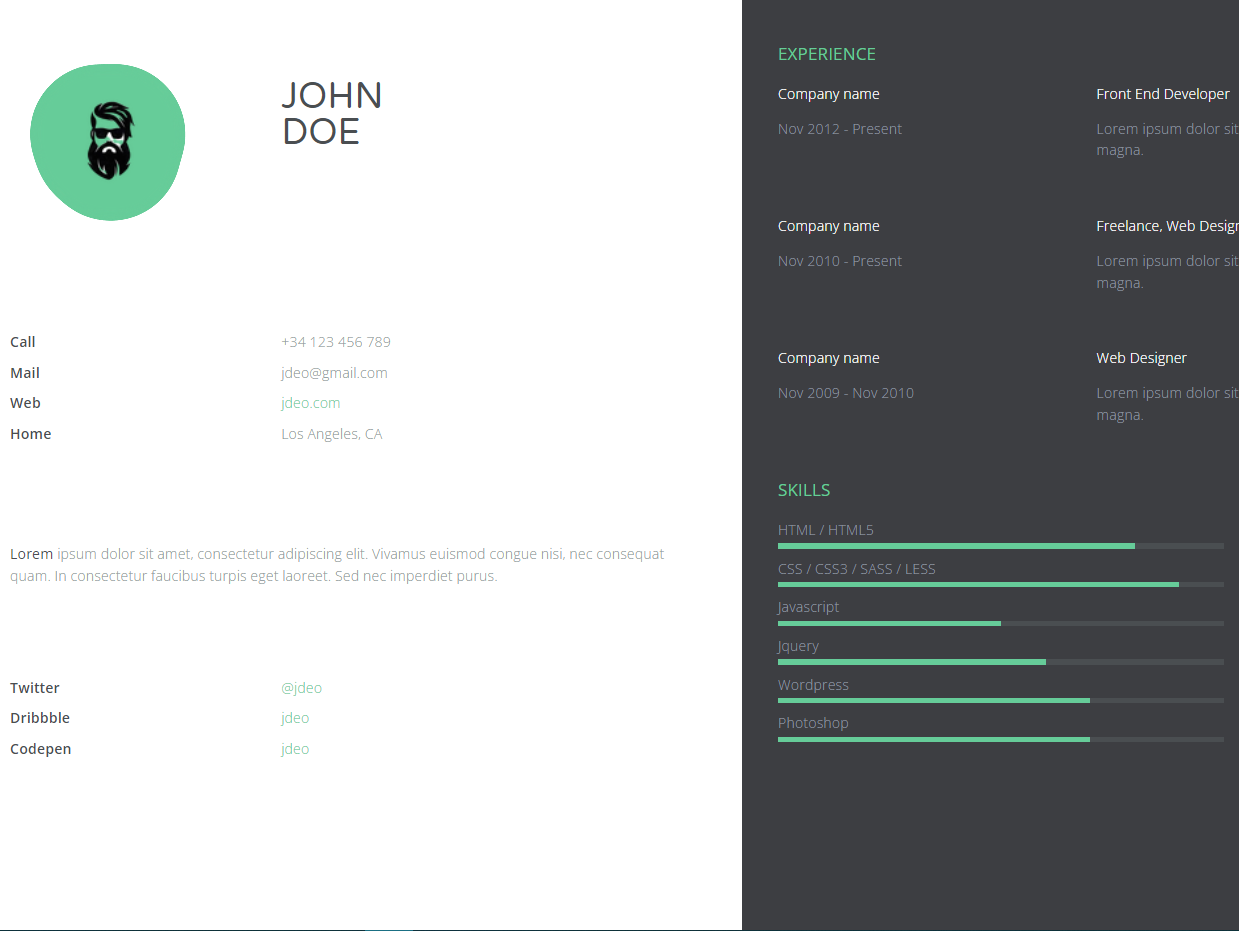 JOHN
DOE
Call +34 123 456 789
Mail jdeo@gmail.com
Web jdeo.com
Home Los Angeles, CA
Lorem ipsum dolor sit amet, consectetur adipiscing elit. Vivamus euismod congue nisi, nec consequat
quam. In consectetur faucibus turpis eget laoreet. Sed nec imperdiet purus.
Twitter @jdeo
Dribbble jdeo
Codepen jdeo
EXPERIENCE
Company name Front End Developer
Nov 2012 - Present Lorem ipsum dolor sit
magna.
Company name Freelance, Web
Nov 2010 - Present Lorem ipsum dolor sit
magna.
Company name Web Designer
Nov 2009 - Nov 2010 Lorem ipsum dolor sit
magna.
SKILLS
HTML / HTML5
CSS / CSS3 / SASS / LESS
Javascript
Jquery
Wordpress
Photoshop